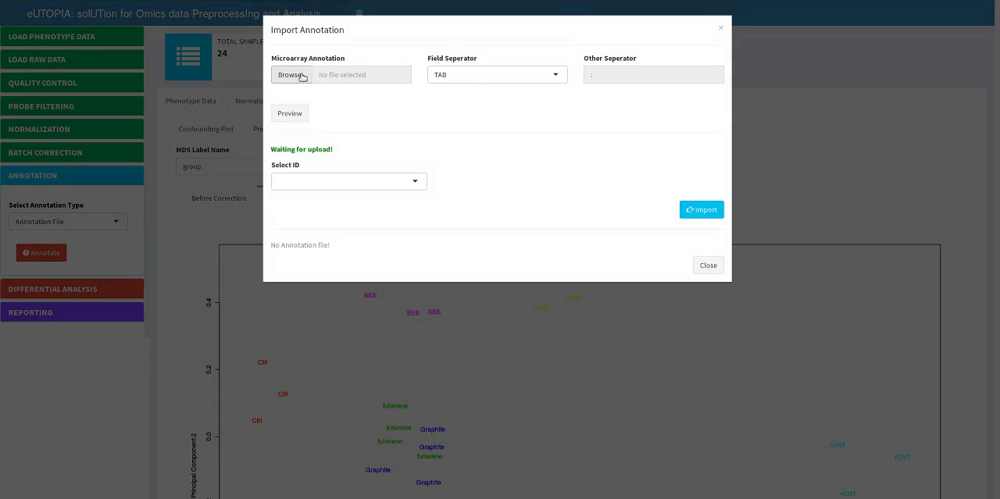 eUTOPIA: solUTion for Omics data PreprocessIng and Analysis
LOAD PHENOTYPE DATA
LOAD RAW DATA
QUALITY CONTROL
PROBE FILTERING
NORMALIZATION
BATCH CORRECTION
ANNOTATION
Select Annotation Type
Annotation File
Annotate
DIFFERENTIAL ANALYSIS
REPORTING
TOTAL SAMPLE
24
Phenotype Data
Confounding Plot
MDS Label Name
group
Before Correction
Import Annotation
×
Microarray Annotation
Field Seperator
Other Seperator
Browse
No file selected
TAB
:
Preview
Waiting for upload!
Select ID
Import
No Annotation file!
Close
0.4
0.2
0.0
Principal Component 2
SES
SES
SES
rCNT
rCNT
Ctrl
Ctrl
Ctrl
fullerene
fullerene
Graphite
fullerene
Graphite
fullerene
Graphite
Graphite
rCNT
rCNT
rCNT